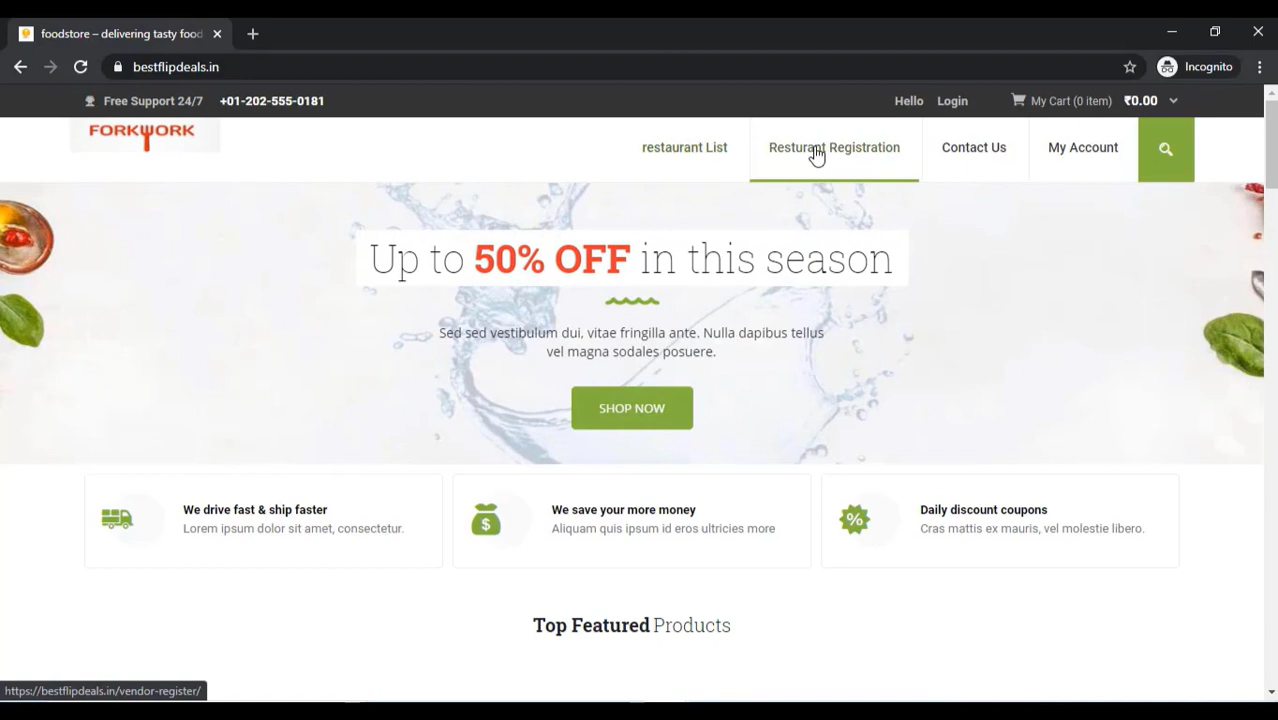 foodstore – delivering tasty food
bestflipdeals.in
Incognito
Free Support 24/7 +01-202-555-0181
Hello Login My Cart (0 item) ₹0.00
FORKWORK
restaurant List
Resturant Registration
Contact Us
My Account
Up to 50% OFF in this season
Sed sed vestibulum dui, vitae fringilla ante. Nulla dapibus tellus
vel magna sodales posuere.
SHOP NOW
We drive fast & ship faster
Lorem ipsum dolor sit amet, consectetur.
We save your more money
Aliquam quis ipsum id eros ultricies more
Daily discount coupons
Cras mattis ex mauris, vel molestie libero.
Top Featured Products
https://bestflipdeals.in/vendor-register/